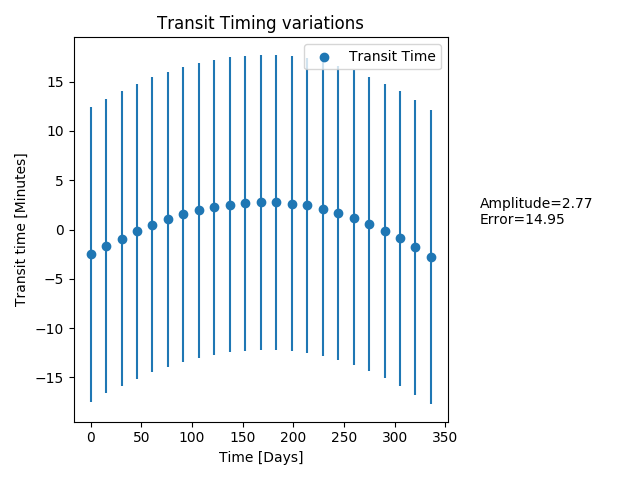 Transit Timing variations
Transit Time
Transit time [Minutes]
15
10
5
0
−5
−10
−15
0
50
100
150
200
250
300
350
Time [Days]
Amplitude=2.77
Error=14.95